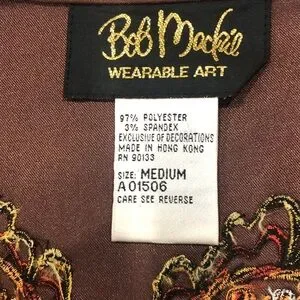 Bob Mackie
WEARABLE ART
97% POLYESTER
3% SPANDEX
EXCLUSIVE OF DECORATIONS
MADE IN HONG KONG
RN 90133
SIZE: MEDIUM
A01506
CARE SEE REVERSE